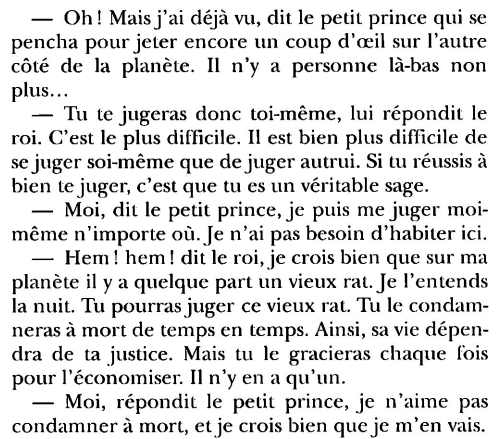 — Oh ! Mais j'ai déjà vu, dit le petit prince qui se
pencha pour jeter encore un coup d'œil sur l'autre
côté de la planète. Il n'y a personne là-bas non
plus...
— Tu te jugeras donc toi-même, lui répondit le
roi. C'est le plus difficile. Il est bien plus difficile de
se juger soi-même que de juger autrui. Si tu réussis à
bien te juger, c'est que tu es un véritable sage.
— Moi, dit le petit prince, je puis me juger moi-
même n'importe où. Je n'ai pas besoin d'habiter ici.
— Hem ! hem ! dit le roi, je crois bien que sur ma
planète il y a quelque part un vieux rat. Je l'entends
la nuit. Tu pourras juger ce vieux rat. Tu le condam-
neras à mort de temps en temps. Ainsi, sa vie dépen-
dra de ta justice. Mais tu le gracieras chaque fois
pour l'économiser. Il n'y en a qu'un.
— Moi, répondit le petit prince, je n'aime pas
condamner à mort, et je crois bien que je m'en vais.